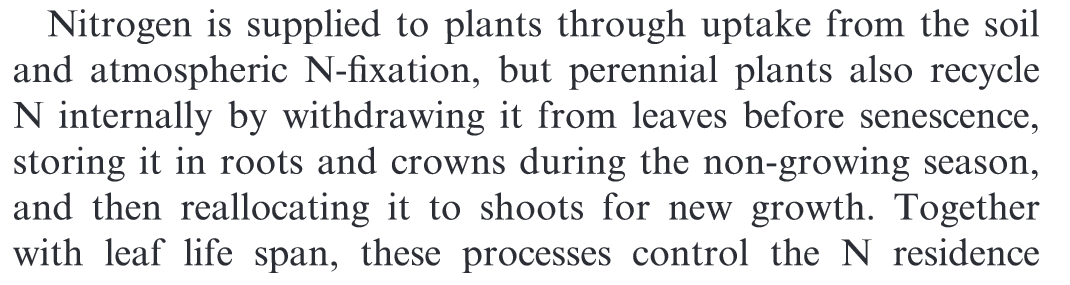 Nitrogen is supplied to plants through uptake from the soil
and atmospheric N-fixation, but perennial plants also recycle
N internally by withdrawing it from leaves before senescence,
storing it in roots and crowns during the non-growing season,
and then reallocating it to shoots for new growth. Together
with leaf life span, these processes control the N residence